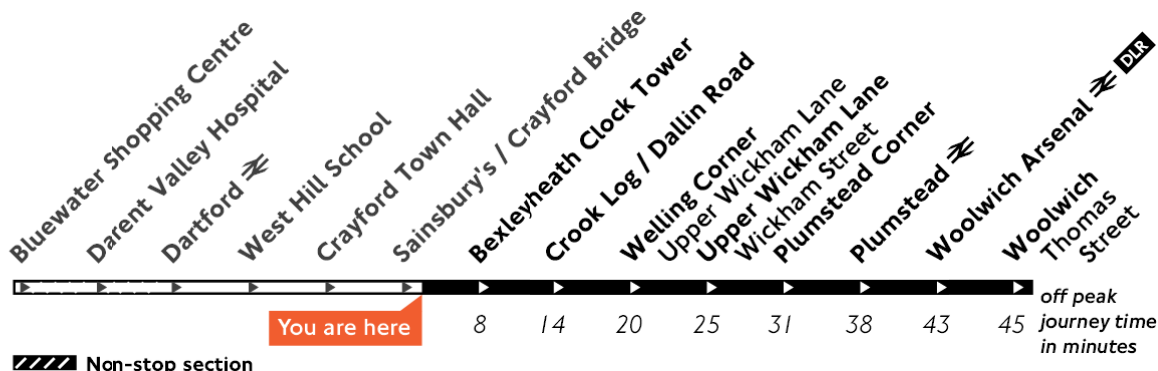 Bluewater Shopping Centre
Darent Valley Hospital
Dartford
West Hill School
Crayford Town Hall
Sainsbury's / Crayford Bridge
Bexleyheath Clock Tower
Crook Log / Dallin Road
Welling Corner
Upper Wickham Lane
Upper Wickham Lane
Wickham Street
Plumstead Corner
Plumstead
Woolwich Arsenal DLR
Woolwich
Thomas
Street
You are here
8 14 20 25 31 38 43 45
off peak
journey time
in minutes
Non-stop section